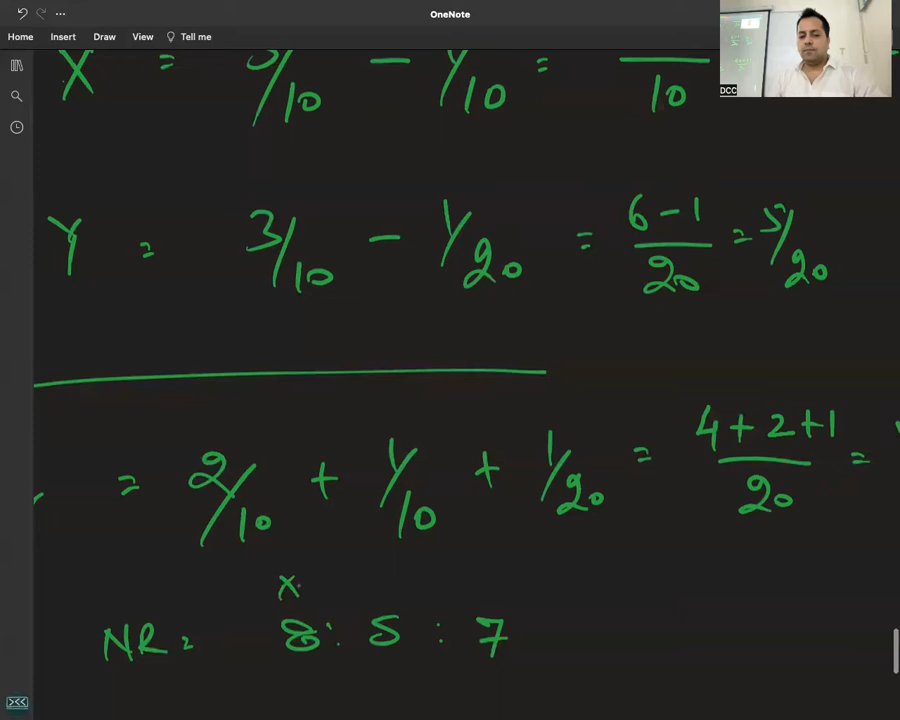 OneNote
Home Insert Draw View Tell me
DCC
X = 5/10 - 1/10 = /10
Y = 3/10 - 1/20 = 6-1/20 = 5/20
= 2/10 + 1/10 + 1/20 = 4+2+1/20 =
X
NR = 8 : 5 : 7